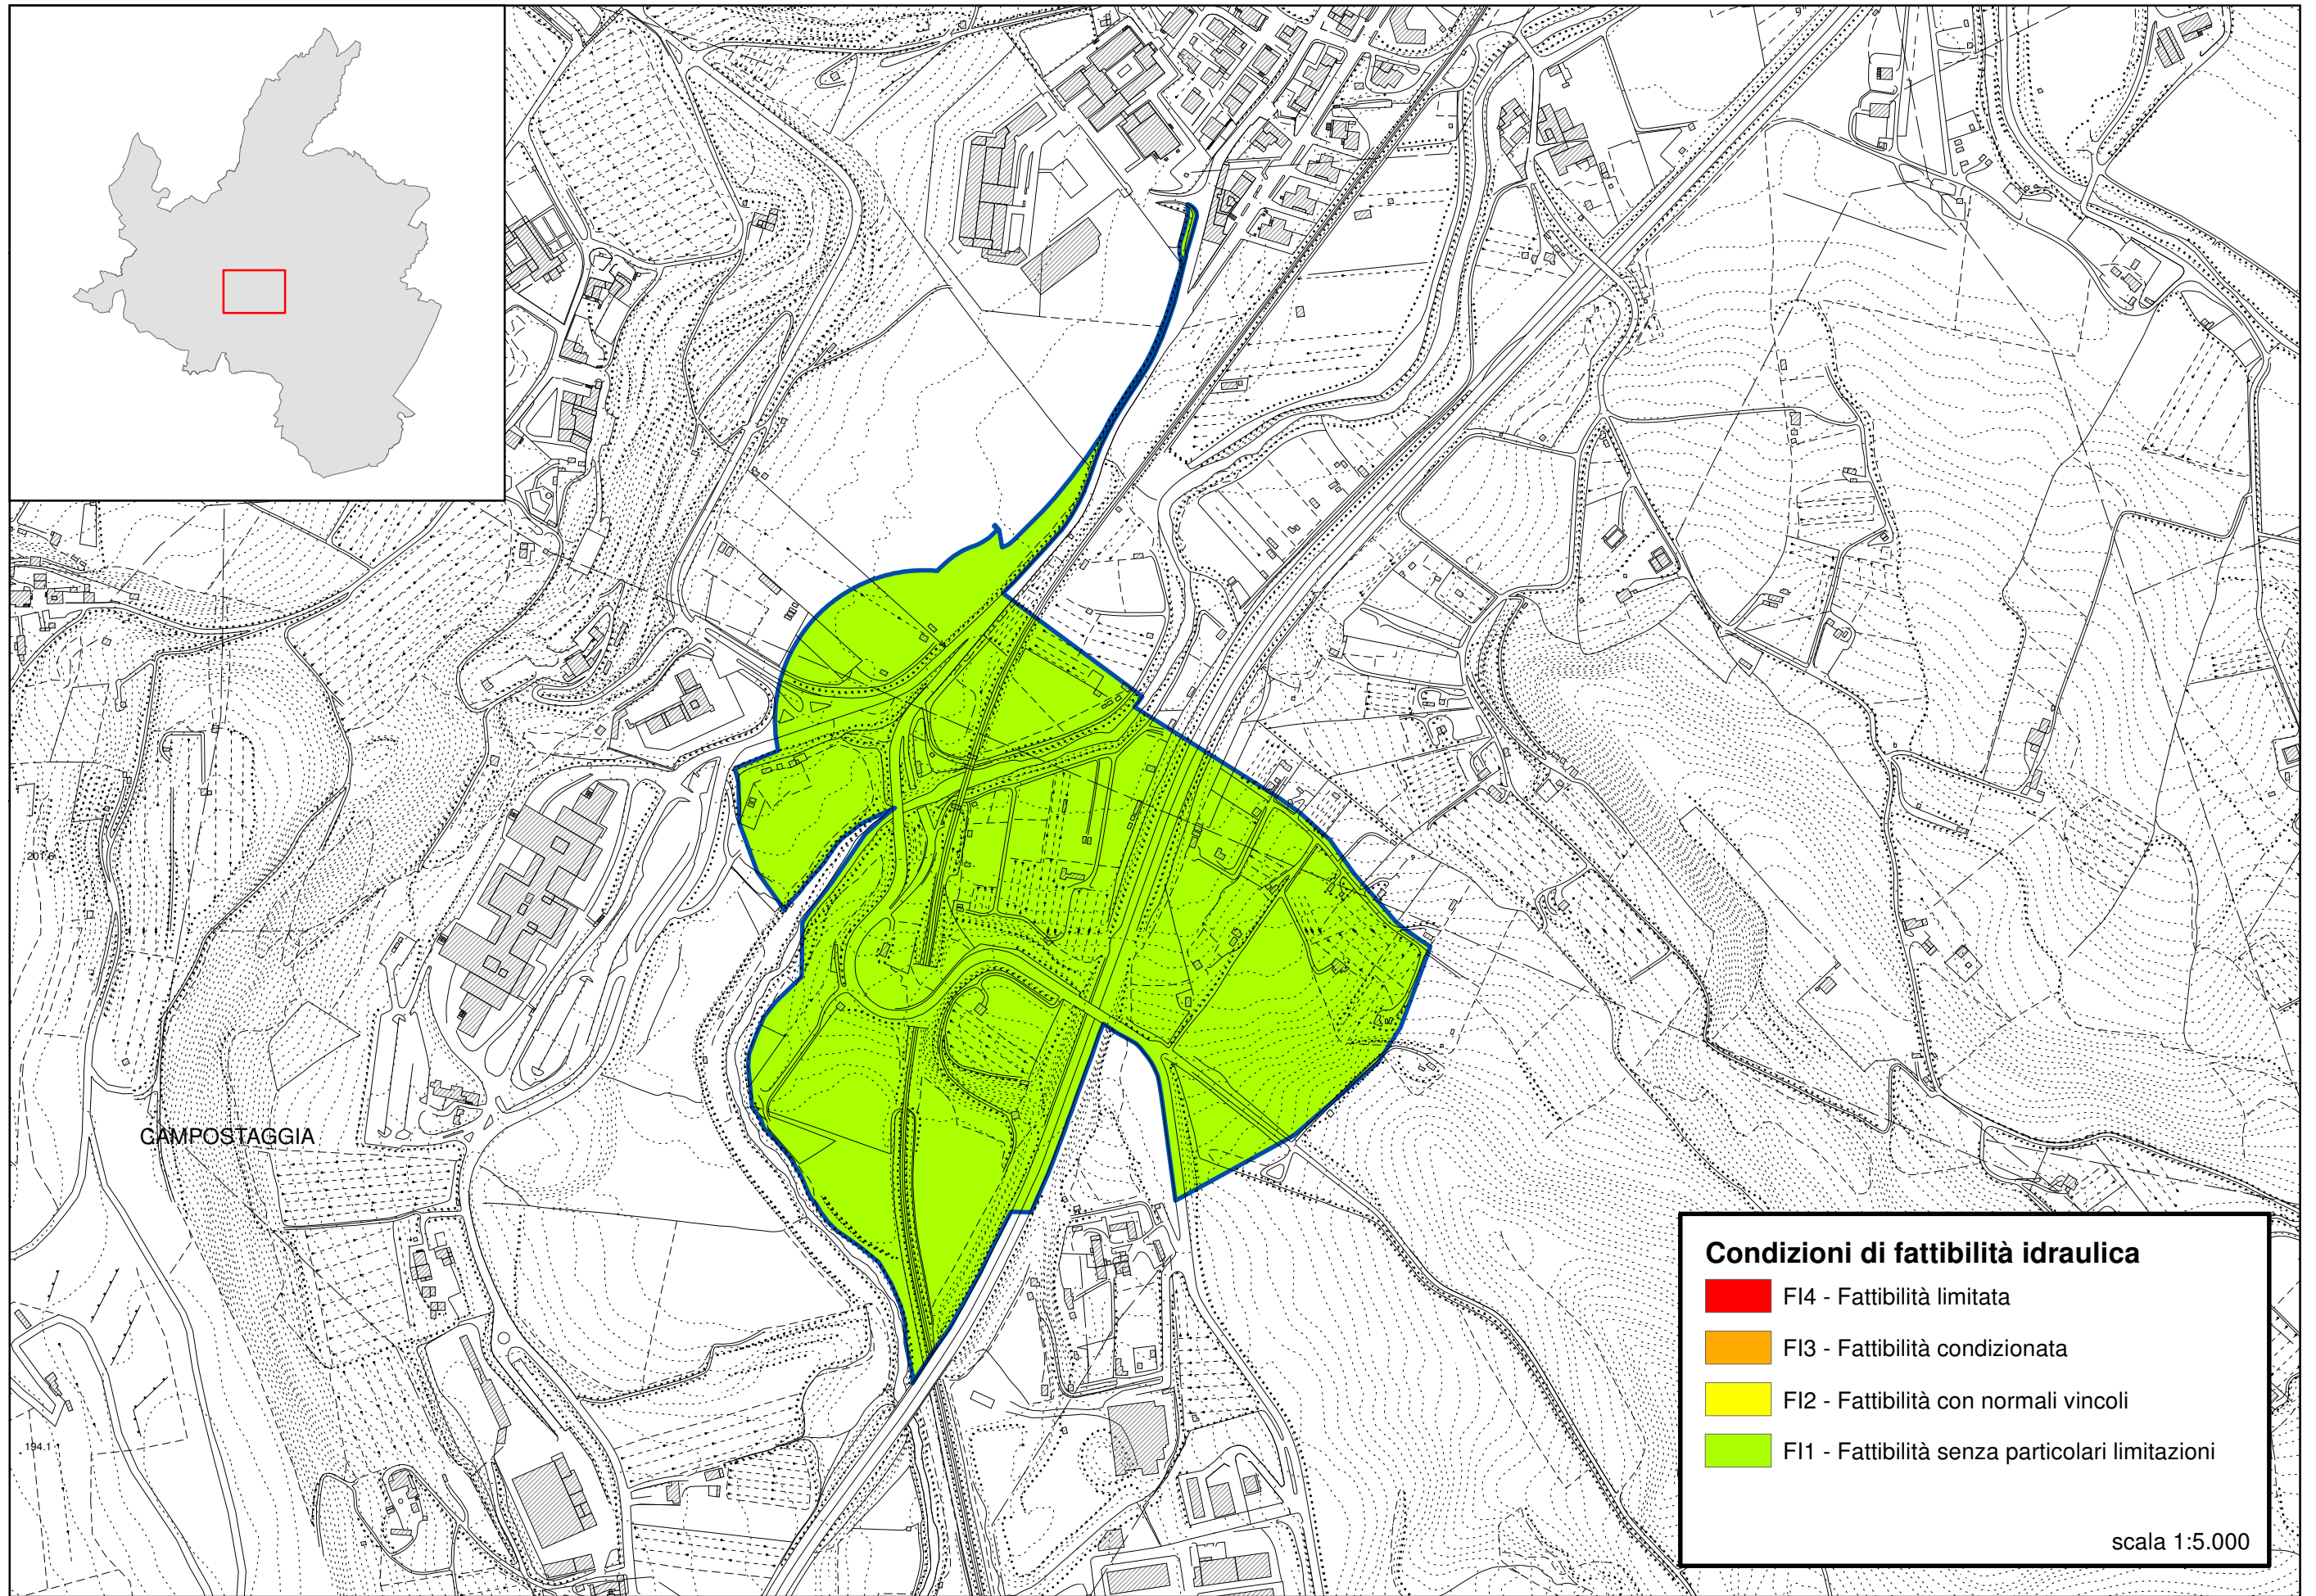 201.6
CAMPOSTAGGIA
194.1
Condizioni di fattibilità idraulica
FI4 - Fattibilità limitata
FI3 - Fattibilità condizionata
FI2 - Fattibilità con normali vincoli
FI1 - Fattibilità senza particolari limitazioni
scala 1:5.000